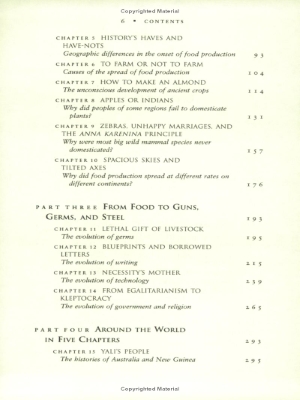 Copyrighted Material
6 • CONTENTS
CHAPTER 5 HISTORY'S HAVES AND
HAVE-NOTS
Geographic differences in the onset of food production 93
CHAPTER 6 TO FARM OR NOT TO FARM
Causes of the spread of food production 104
CHAPTER 7 HOW TO MAKE AN ALMOND
The unconscious development of ancient crops 114
CHAPTER 8 APPLES OR INDIANS
Why did peoples of some regions fail to domesticate
plants? 131
CHAPTER 9 ZEBRAS, UNHAPPY MARRIAGES, AND
THE ANNA KARENINA PRINCIPLE
Why were most big wild mammal species never
domesticated? 157
CHAPTER 10 SPACIOUS SKIES AND
TILTED AXES
Why did food production spread at different rates on
different continents? 176
PART THREE FROM FOOD TO GUNS,
GERMS, AND STEEL 193
CHAPTER 11 LETHAL GIFT OF LIVESTOCK
The evolution of germs 195
CHAPTER 12 BLUEPRINTS AND BORROWED
LETTERS
The evolution of writing 215
CHAPTER 13 NECESSITY'S MOTHER
The evolution of technology 239
CHAPTER 14 FROM EGALITARIANISM TO
KLEPTOCRACY
The evolution of government and religion 265
PART FOUR AROUND THE WORLD
IN FIVE CHAPTERS 293
CHAPTER 15 YALI'S PEOPLE
The histories of Australia and New Guinea 295
Copyrighted Material